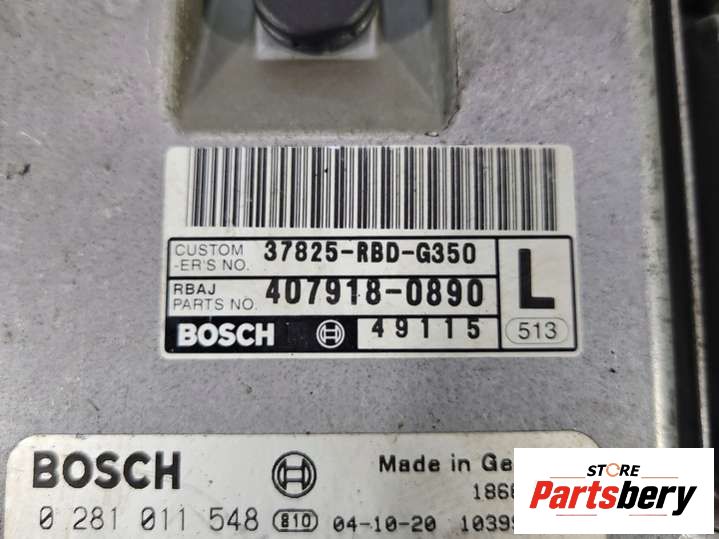 CUSTOM -ER'S NO. 37825-RBD-G350
RBAJ PARTS NO. 407918-0890
L
BOSCH 49115
513
BOSCH
Made in
0 281 011 548 810 04-10-20
STORE
Partsbery